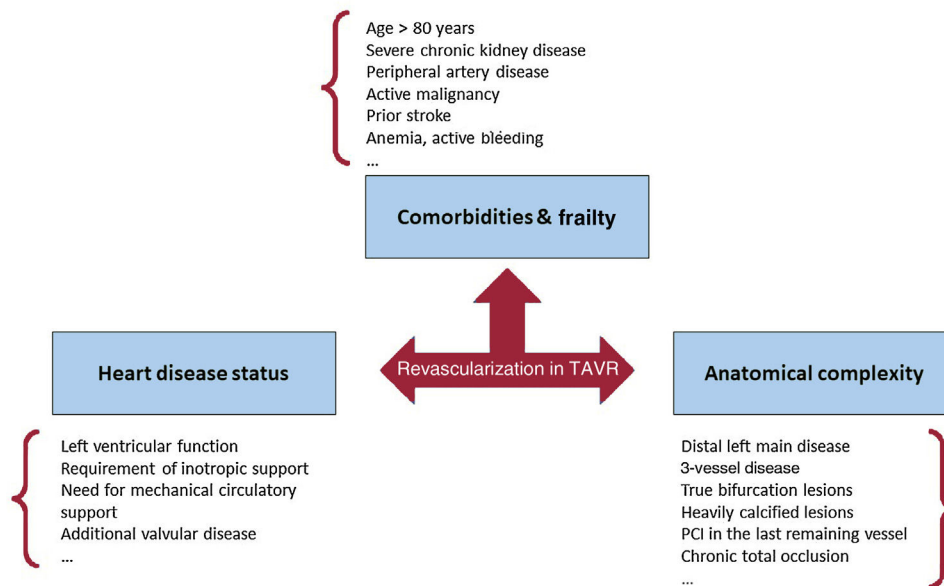 Age > 80 years
Severe chronic kidney disease
Peripheral artery disease
Active malignancy
Prior stroke
Anemia, active bleeding
...
Comorbidities & frailty
Heart disease status
Revascularization in TAVR
Anatomical complexity
Left ventricular function
Requirement of inotropic support
Need for mechanical circulatory
support
Additional valvular disease
...
Distal left main disease
3-vessel disease
True bifurcation lesions
Heavily calcified lesions
PCI in the last remaining vessel
Chronic total occlusion
...